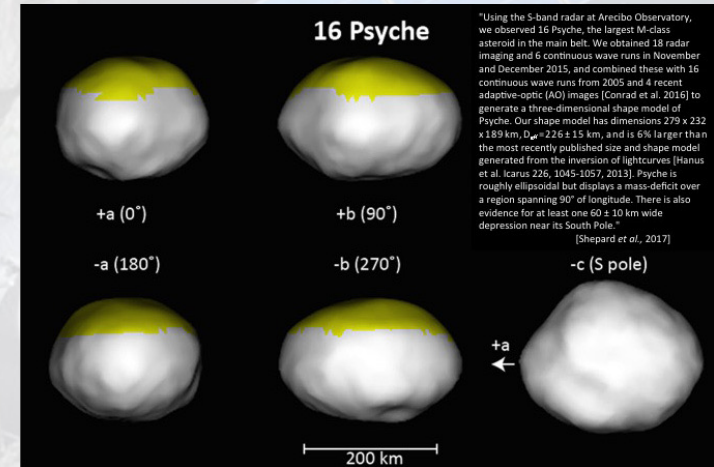 16 Psyche
"Using the S-band radar at Arecibo Observatory,
we observed 16 Psyche, the largest M-class
asteroid in the main belt. We obtained 18 radar
imaging and 6 continuous wave runs in November
and December 2015, and combined these with 16
continuous wave runs from 2005 and 4 recent
adaptive-optic (AO) images [Conrad et al. 2016] to
generate a three-dimensional shape model of
Psyche. Our shape model has dimensions 279 x 232
x 189 km, Deff = 226 ± 15 km, and is 6% larger than
the most recently published size and shape model
generated from the inversion of lightcurves [Hanus
et al. Icarus 226, 1045-1057, 2013]. Psyche is
roughly ellipsoidal but displays a mass-deficit over
a region spanning 90° of longitude. There is also
evidence for at least one 60 ± 10 km wide
depression near its South Pole."
[Shepard et al., 2017]
+a (0˚)
+b (90˚)
-a (180˚)
-b (270˚)
-c (S pole)
+a
200 km